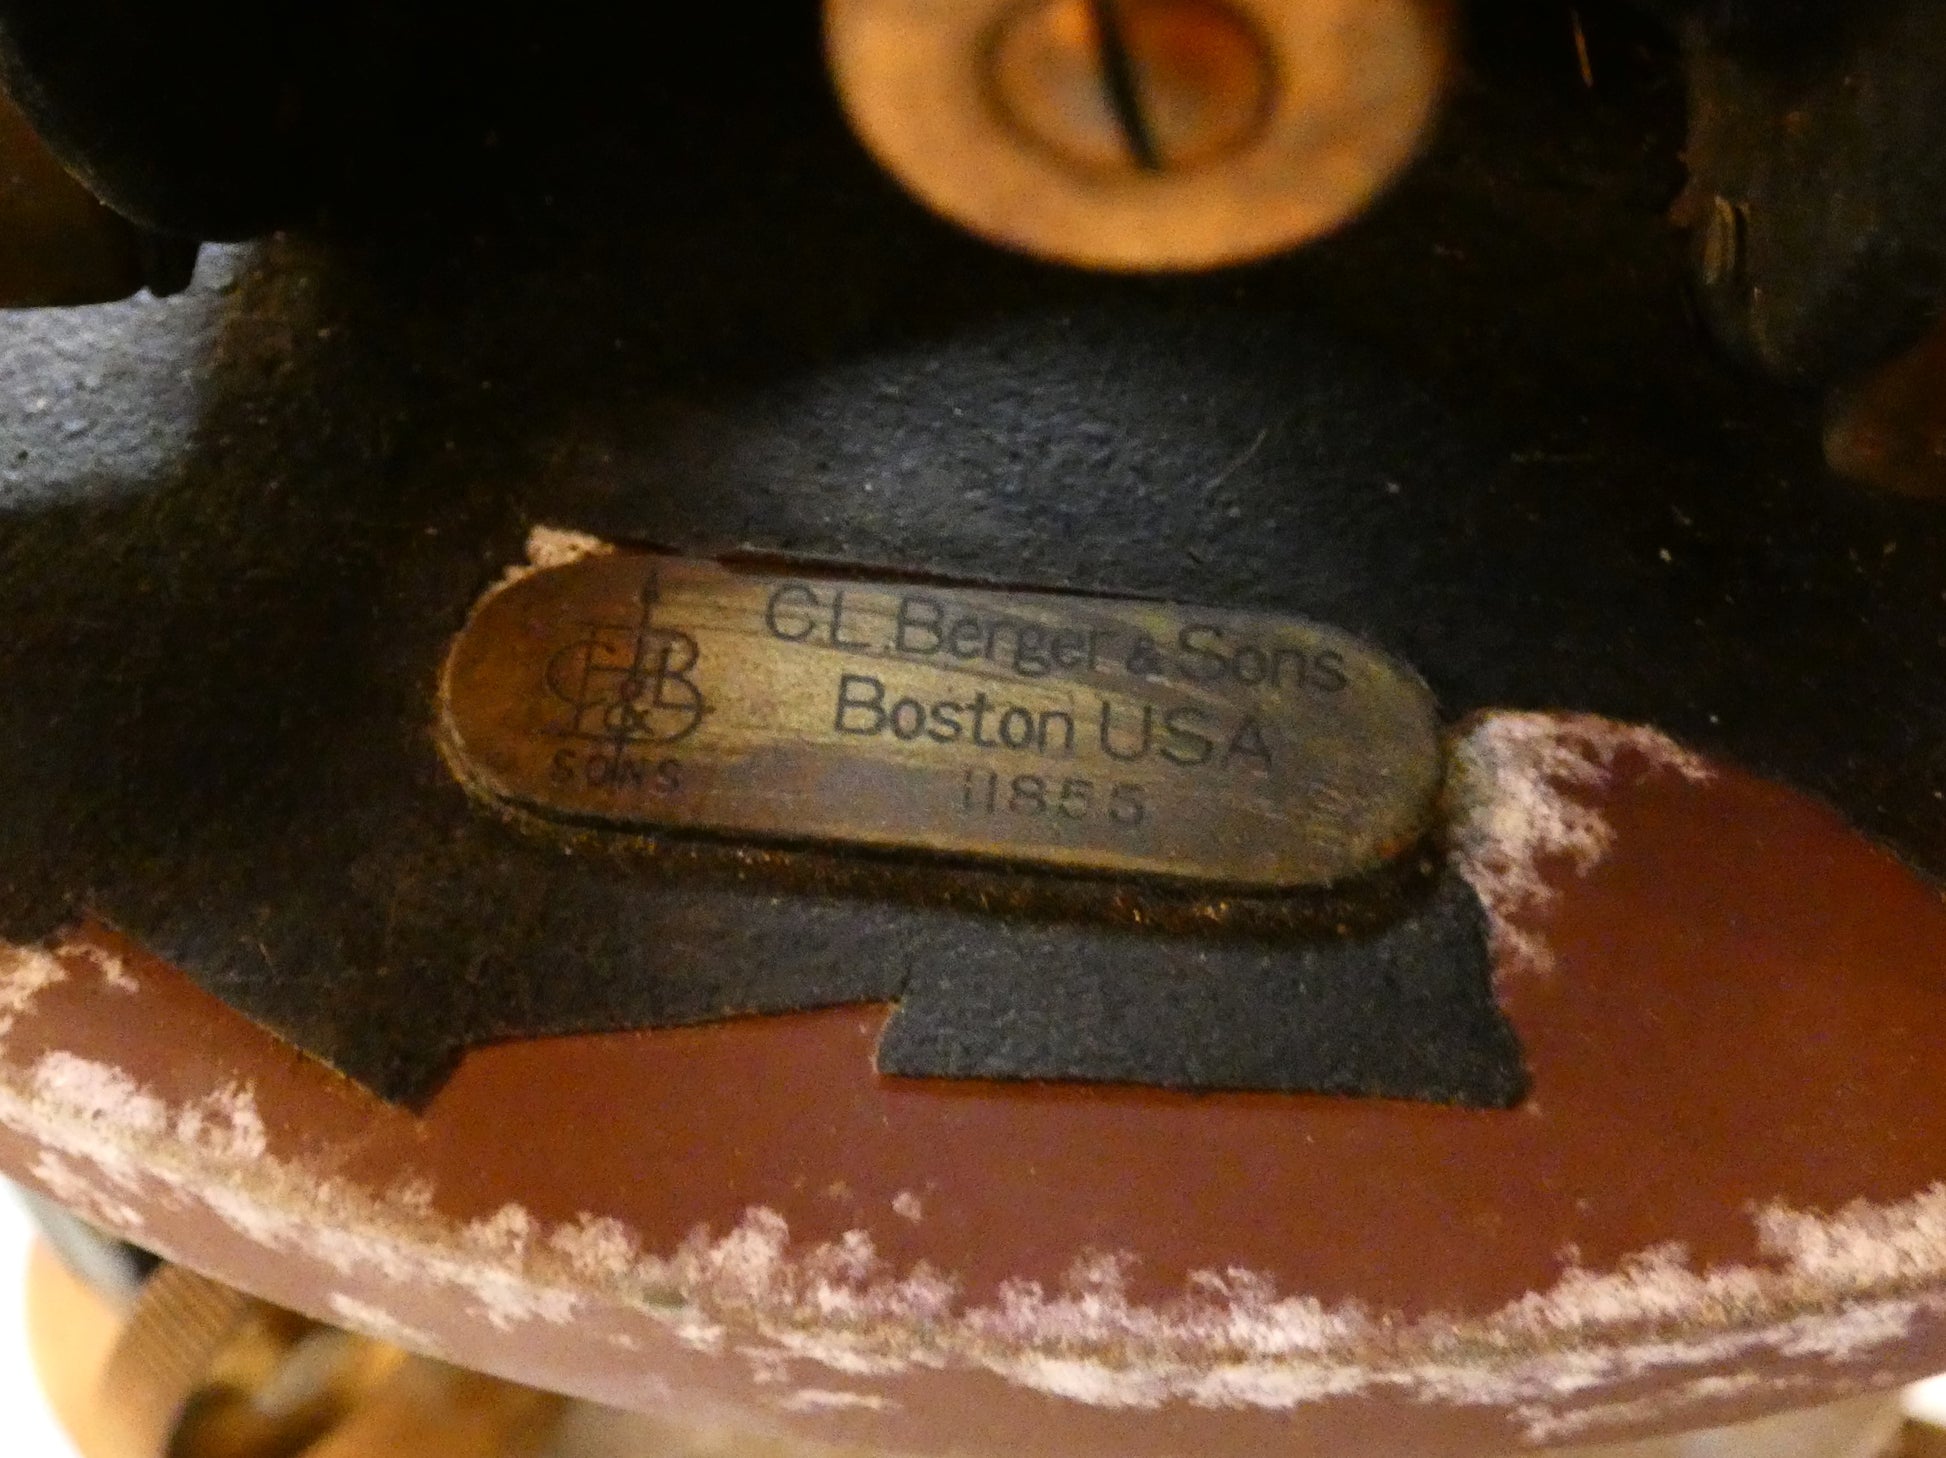 C.L. Berger & Sons
Boston USA
11855
SONS